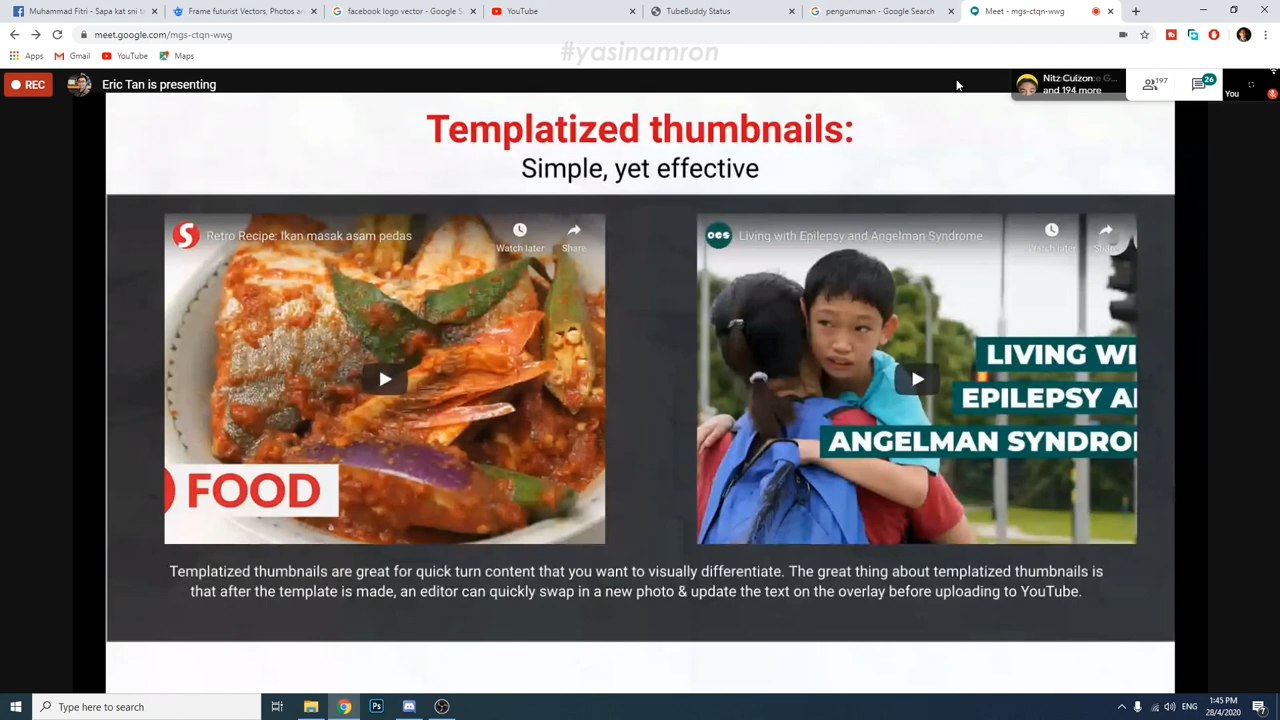 Muhammad Fitri - Sapa kat sni ta
Frame futurist Vectors, Photos an
facebook logo vector - Google S
YouTube
TubeBuddy Status
pengumuman - Google Search
Meet - mgs-ctqn-wwg
meet.google.com/mgs-ctqn-wwg
Apps
Gmail
YouTube
Maps
#yasinamron
REC
Eric Tan is presenting
Nitz Cuizon
and 194 more
197
26
You
Templatized thumbnails:
Simple, yet effective
Retro Recipe: Ikan masak asam pedas
Watch later
Share
FOOD
oes
Living with Epilepsy and Angelman Syndrome
Watch later
Share
LIVING WI
EPILEPSY A
ANGELMAN SYNDRO
Templatized thumbnails are great for quick turn content that you want to visually differentiate. The great thing about templatized thumbnails is
that after the template is made, an editor can quickly swap in a new photo & update the text on the overlay before uploading to YouTube.
Type here to search
Ps
ENG
1:45 PM
28/4/2020